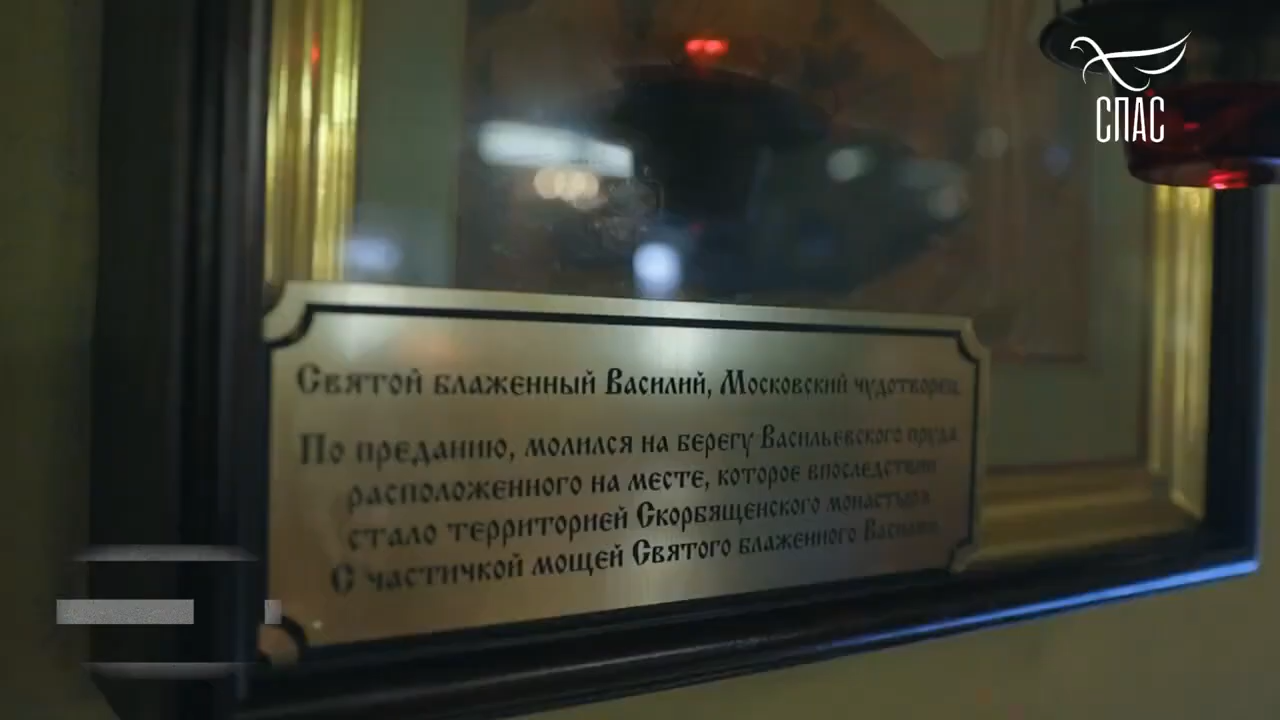 СПАС
Святой блаженный Василий, Московский чудотворец.
По преданию, молился на берегу Васильевского пруда
расположенного на месте, которое впоследствии
стало территорией Скорбященского монастыря
С частичкой мощей Святого блаженного Василия.